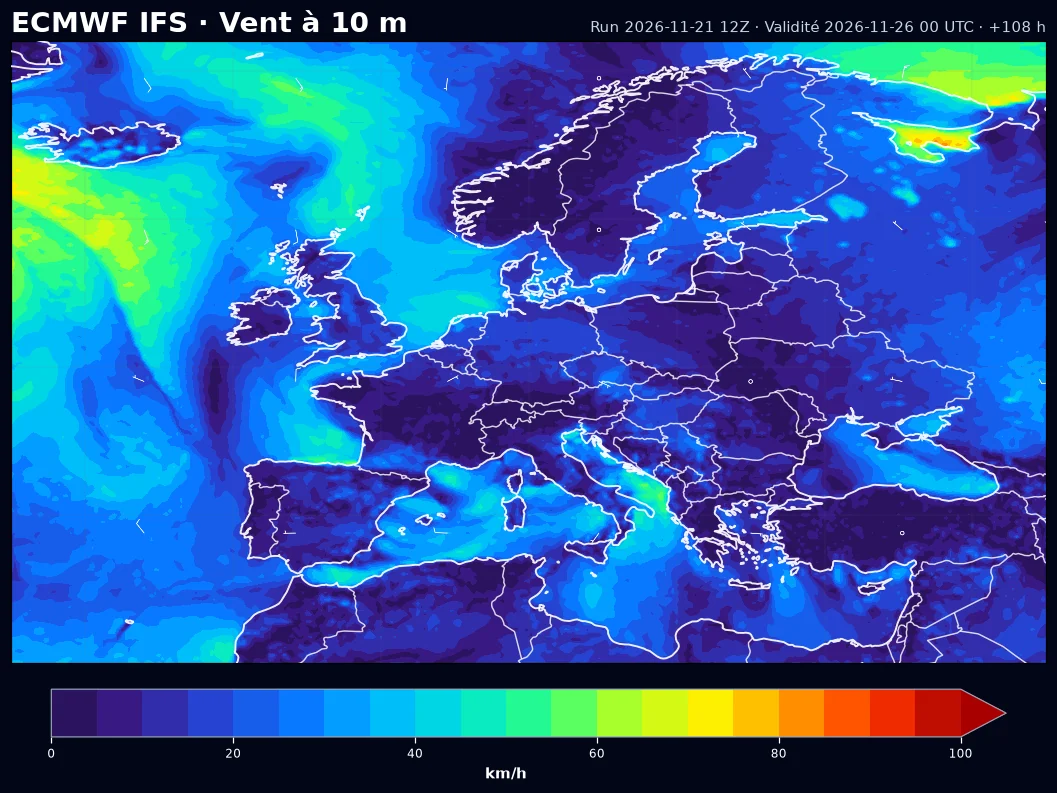 ECMWF IFS · Vent à 10 m
Run 2026-11-21 12Z · Validité 2026-11-26 00 UTC · +108 h
0 20 40 60 80 100
km/h